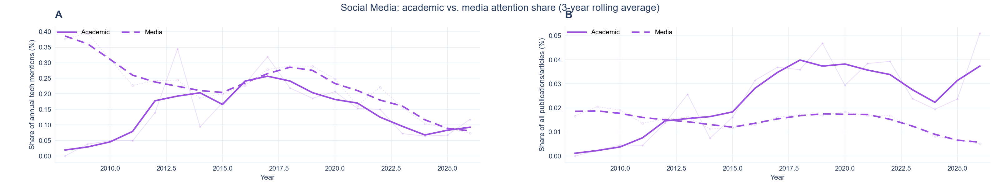 Social Media: academic vs. media attention share (3-year rolling average)
A
Academic Media
Share of annual tech mentions (%)
0.40
0.35
0.30
0.25
0.20
0.15
0.10
0.05
0.00
2010.0 2012.5 2015.0 2017.5 2020.0 2022.5 2025.0
Year
B
Academic Media
Share of all publications/articles (%)
0.05
0.04
0.03
0.02
0.01
0.00
2010.0 2012.5 2015.0 2017.5 2020.0 2022.5 2025.0
Year